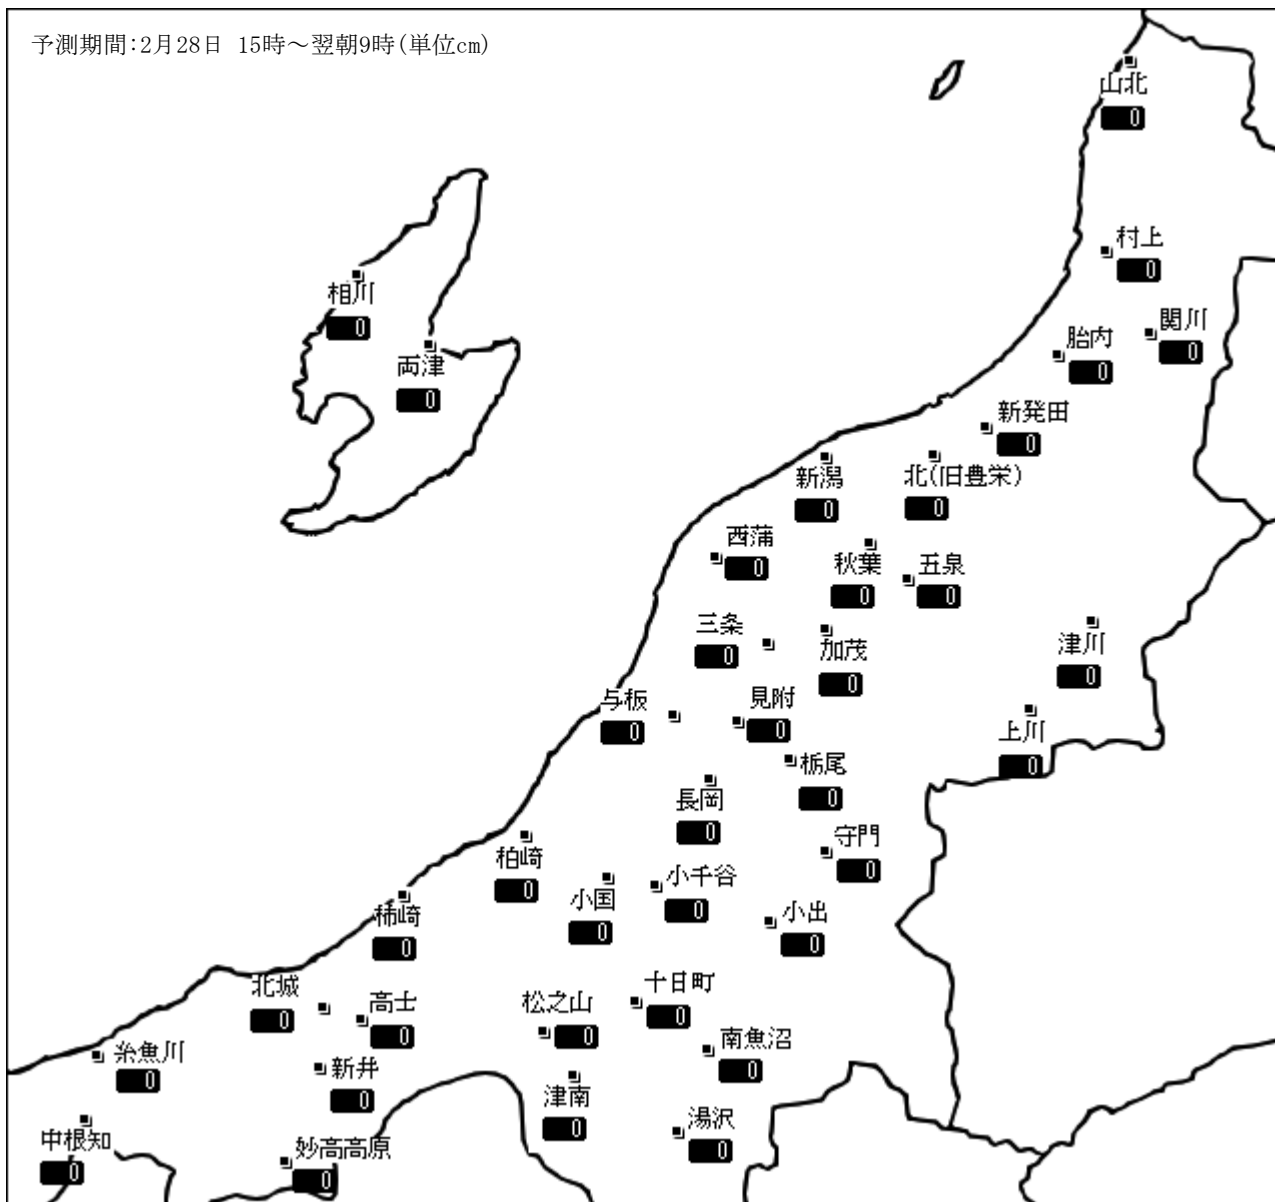 予測期間:2月28日 15時～翌朝9時(単位cm)
山北
0
村上
0
相川
0
関川
0
胎内
0
両津
0
新発田
0
新潟
0
北(旧豊栄)
0
西蒲
0
秋葉
0
五泉
0
三条
0
加茂
0
津川
0
与板
0
見附
0
上川
0
栃尾
0
長岡
0
守門
0
柏崎
0
小千谷
0
小国
0
小出
0
柿崎
0
北城
0
高士
0
松之山
0
十日町
0
南魚沼
0
糸魚川
0
新井
0
津南
0
湯沢
0
中根知
0
妙高高原
0